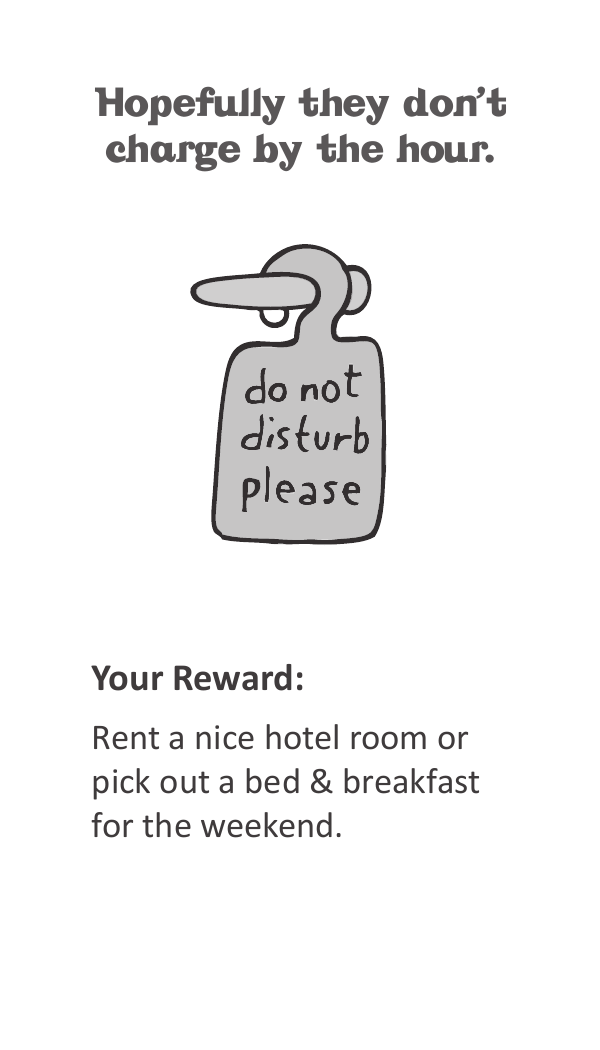 Hopefully they don't
charge by the hour.
do not
disturb
please
Your Reward:
Rent a nice hotel room or
pick out a bed & breakfast
for the weekend.